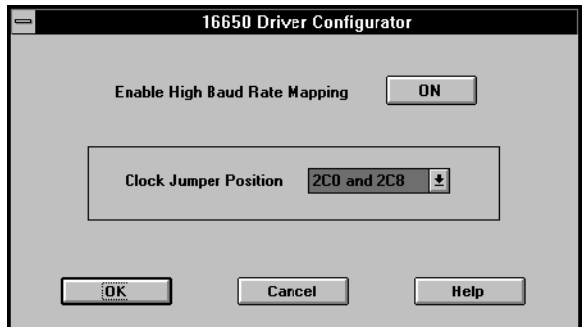 16650 Driver Configurator
Enable High Baud Rate Mapping ON
Clock Jumper Position 2C0 and 2C8
OK Cancel Help